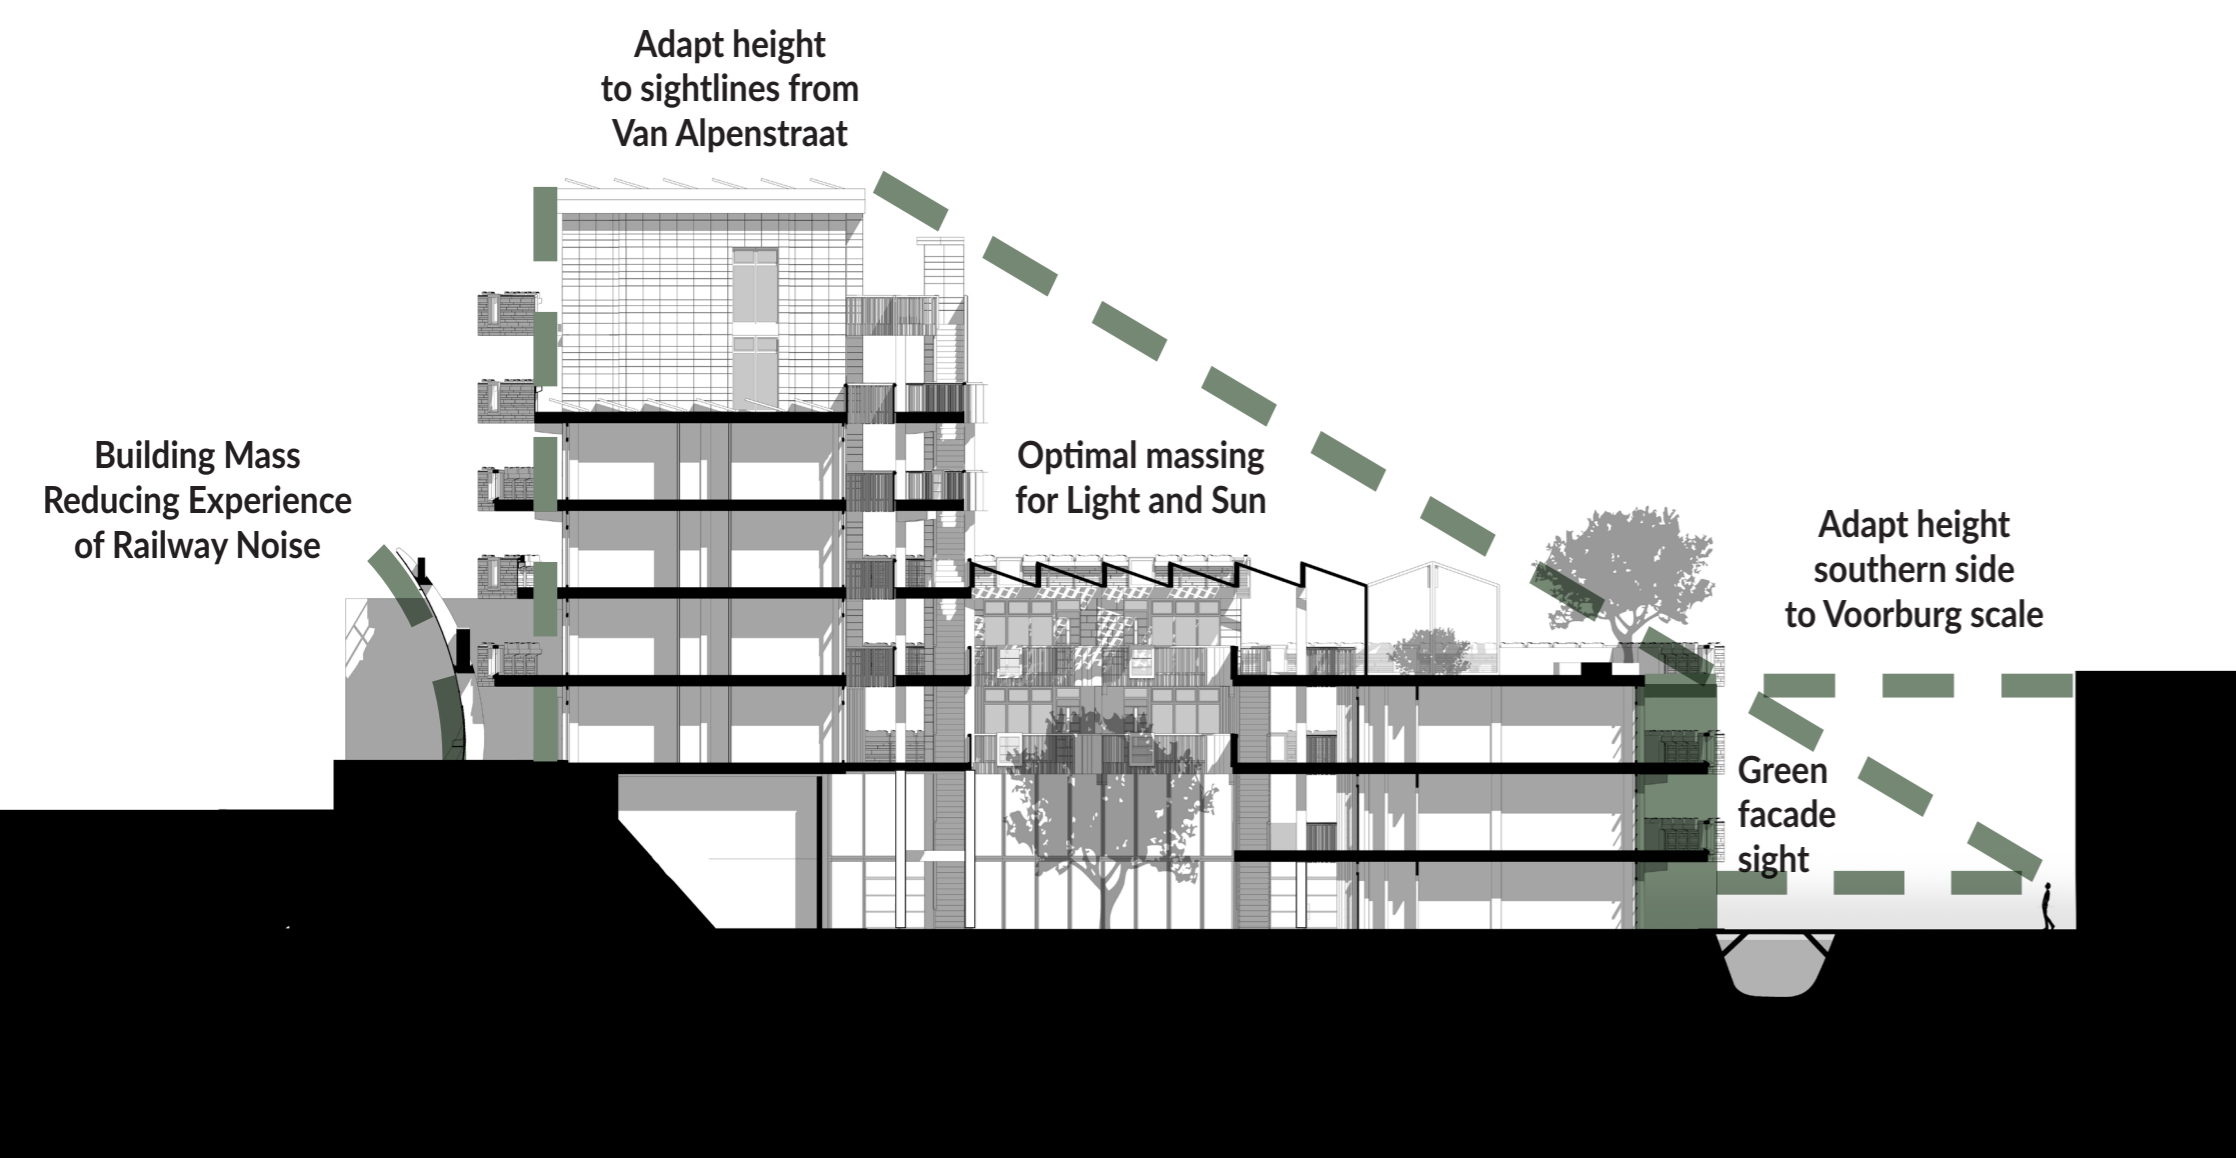 Adapt height
to sightlines from
Van Alpenstraat
Building Mass
Reducing Experience
of Railway Noise
Optimal massing
for Light and Sun
Adapt height
southern side
to Voorburg scale
Green
facade
sight